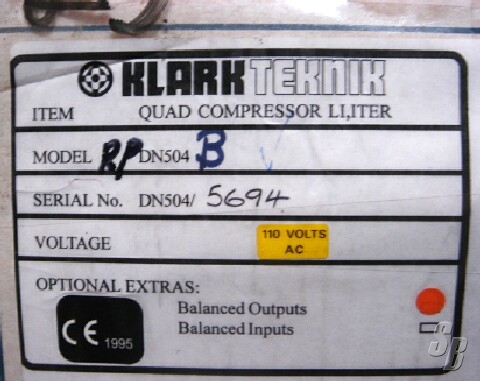 KLARK TEKNIK
ITEM QUAD COMPRESSOR LI,ITER
MODEL RP DN504 B
SERIAL No. DN504/ 5694
VOLTAGE 110 VOLTS AC
OPTIONAL EXTRAS:
Balanced Outputs
Balanced Inputs
CE 1995
SB